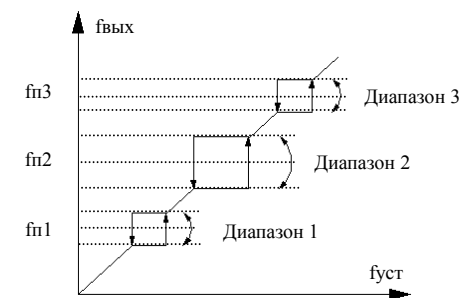 fвых
fп3
Диапазон 3
fп2
Диапазон 2
fп1
Диапазон 1
fуст